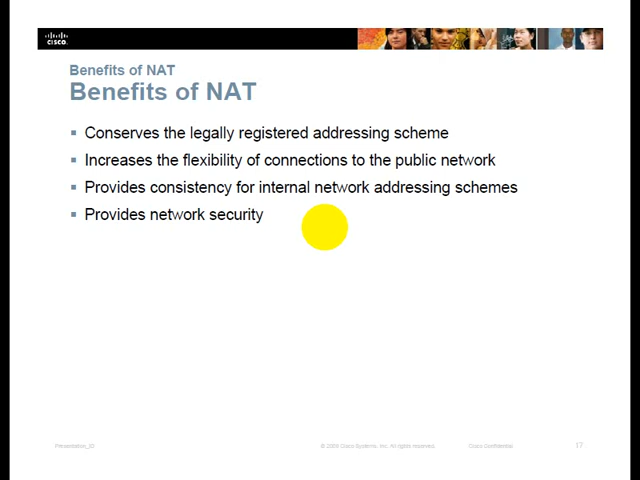 CISCO
Benefits of NAT
Benefits of NAT
Conserves the legally registered addressing scheme
Increases the flexibility of connections to the public network
Provides consistency for internal network addressing schemes
Provides network security
Presentation_ID
© 2008 Cisco Systems, Inc. All rights reserved.
Cisco Confidential
17